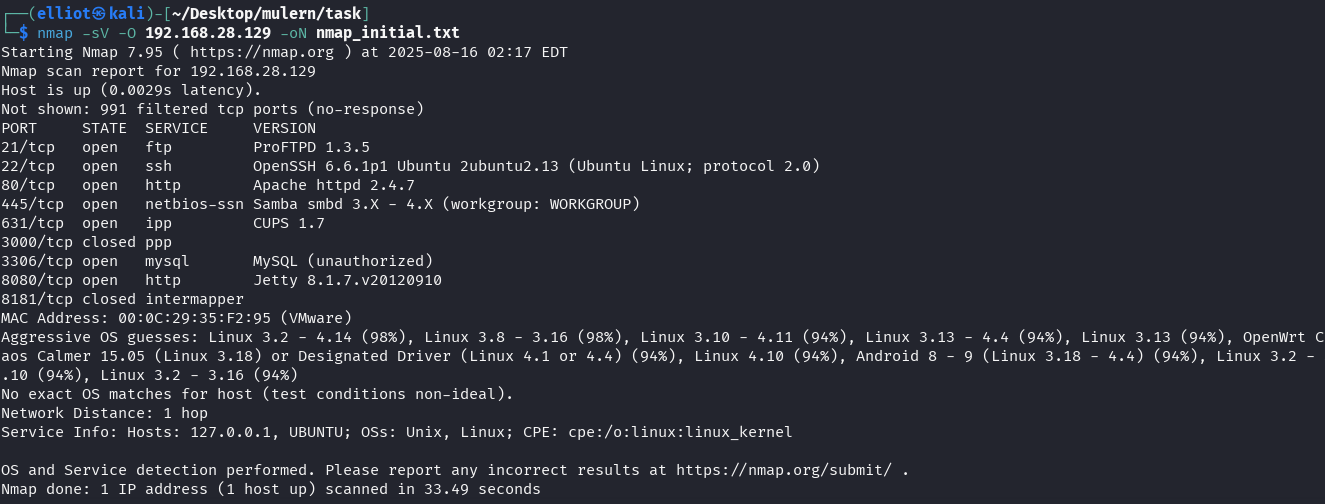 ┌──(elliot㉿kali)-[~/Desktop/mulern/task]
└─$ nmap -sV -O 192.168.28.129 -oN nmap_initial.txt
Starting Nmap 7.95 ( https://nmap.org ) at 2025-08-16 02:17 EDT
Nmap scan report for 192.168.28.129
Host is up (0.0029s latency).
Not shown: 991 filtered tcp ports (no-response)
PORT     STATE  SERVICE     VERSION
21/tcp   open   ftp         ProFTPD 1.3.5
22/tcp   open   ssh         OpenSSH 6.6.1p1 Ubuntu 2ubuntu2.13 (Ubuntu Linux; protocol 2.0)
80/tcp   open   http        Apache httpd 2.4.7
445/tcp  open   netbios-ssn Samba smbd 3.X - 4.X (workgroup: WORKGROUP)
631/tcp  open   ipp         CUPS 1.7
3000/tcp closed ppp
3306/tcp open   mysql       MySQL (unauthorized)
8080/tcp open   http        Jetty 8.1.7.v20120910
8181/tcp closed intermapper
MAC Address: 00:0C:29:35:F2:95 (VMware)
Aggressive OS guesses: Linux 3.2 - 4.14 (98%), Linux 3.8 - 3.16 (98%), Linux 3.10 - 4.11 (94%), Linux 3.13 - 4.4 (94%), Linux 3.13 (94%), OpenWrt C
aos Calmer 15.05 (Linux 3.18) or Designated Driver (Linux 4.1 or 4.4) (94%), Linux 4.10 (94%), Android 8 - 9 (Linux 3.18 - 4.4) (94%), Linux 3.2 -
.10 (94%), Linux 3.2 - 3.16 (94%)
No exact OS matches for host (test conditions non-ideal).
Network Distance: 1 hop
Service Info: Hosts: 127.0.0.1, UBUNTU; OSs: Unix, Linux; CPE: cpe:/o:linux:linux_kernel

OS and Service detection performed. Please report any incorrect results at https://nmap.org/submit/ .
Nmap done: 1 IP address (1 host up) scanned in 33.49 seconds